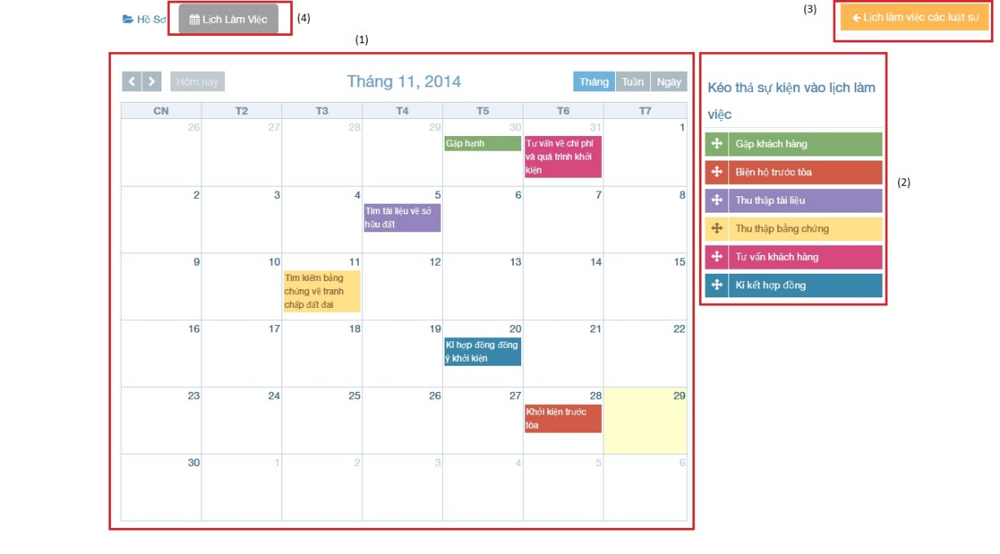 Hồ Sơ
Lịch Làm Việc
(4)
(3)
Lịch làm việc các luật sư
(1)
Hôm nay
Tháng 11, 2014
Tháng Tuần Ngày
CN T2 T3 T4 T5 T6 T7
26 27 28 29 30 31 1
Gặp hạnh
Tư vấn về chi phí
và quá trình khởi
kiện
2 3 4 5 6 7 8
Tìm tài liệu về sở
hữu đất
9 10 11 12 13 14 15
Tìm kiếm bằng
chứng về tranh
chấp đất đai
16 17 18 19 20 21 22
Kí hợp đồng đồng
ý khởi kiện
23 24 25 26 27 28 29
Khởi kiện trước
tòa
30 1 2 3 4 5 6
Kéo thả sự kiện vào lịch làm
việc
Gặp khách hàng
Biện hộ trước tòa
Thu thập tài liệu
Thu thập bằng chứng
Tư vấn khách hàng
Kí kết hợp đồng
(2)